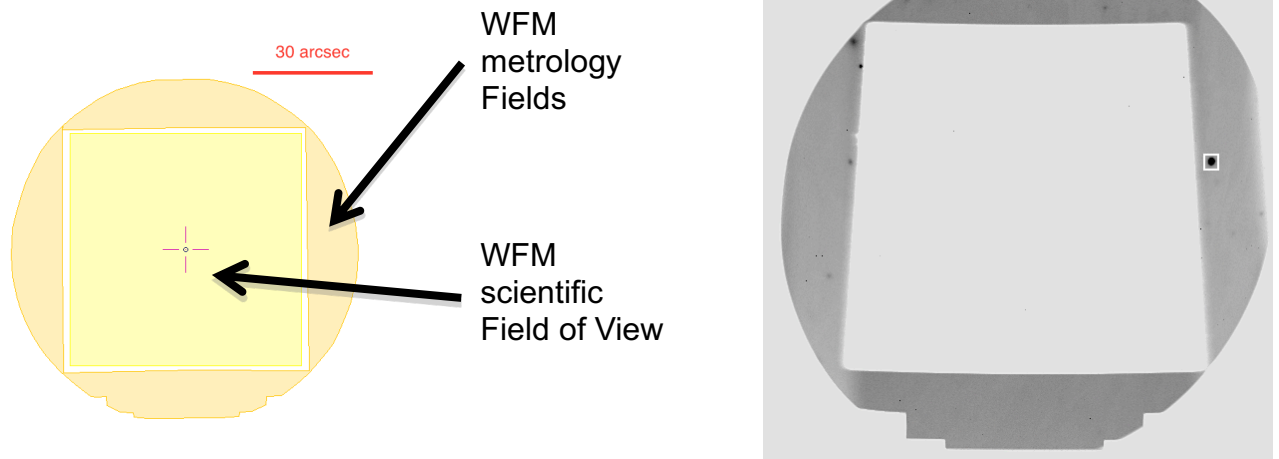 30 arcsec
WFM
metrology
Fields
WFM
scientific
Field of View